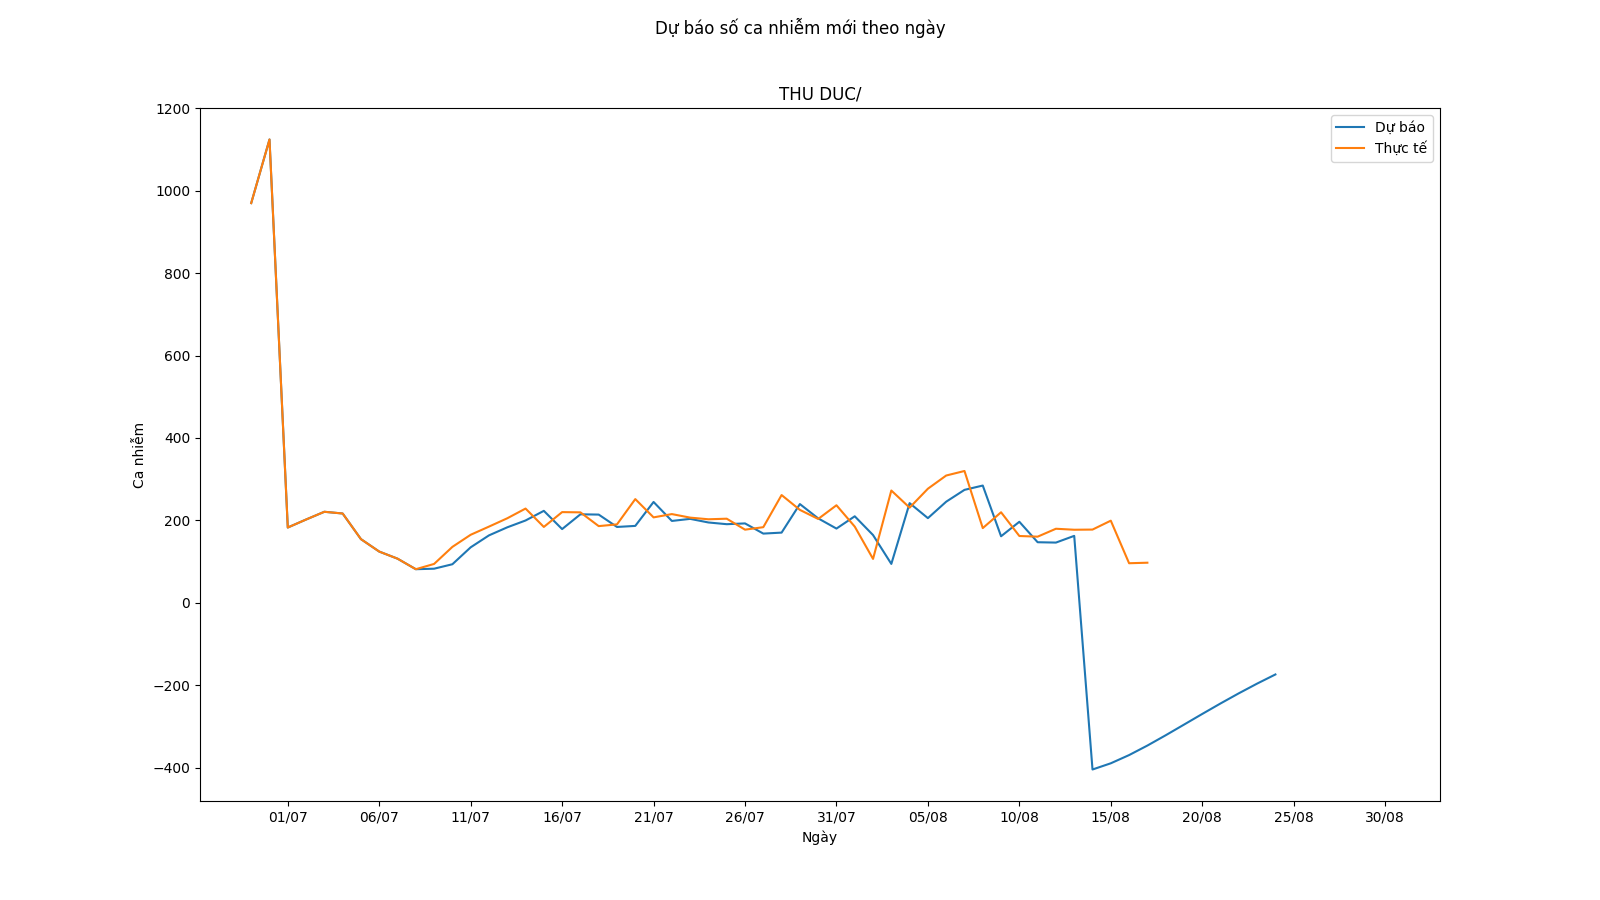 Dự báo số ca nhiễm mới theo ngày
THU DUC/
Dự báo
Thực tế
Ca nhiễm
1200
1000
800
600
400
200
0
−200
−400
01/07 06/07 11/07 16/07 21/07 26/07 31/07 05/08 10/08 15/08 20/08 25/08 30/08
Ngày